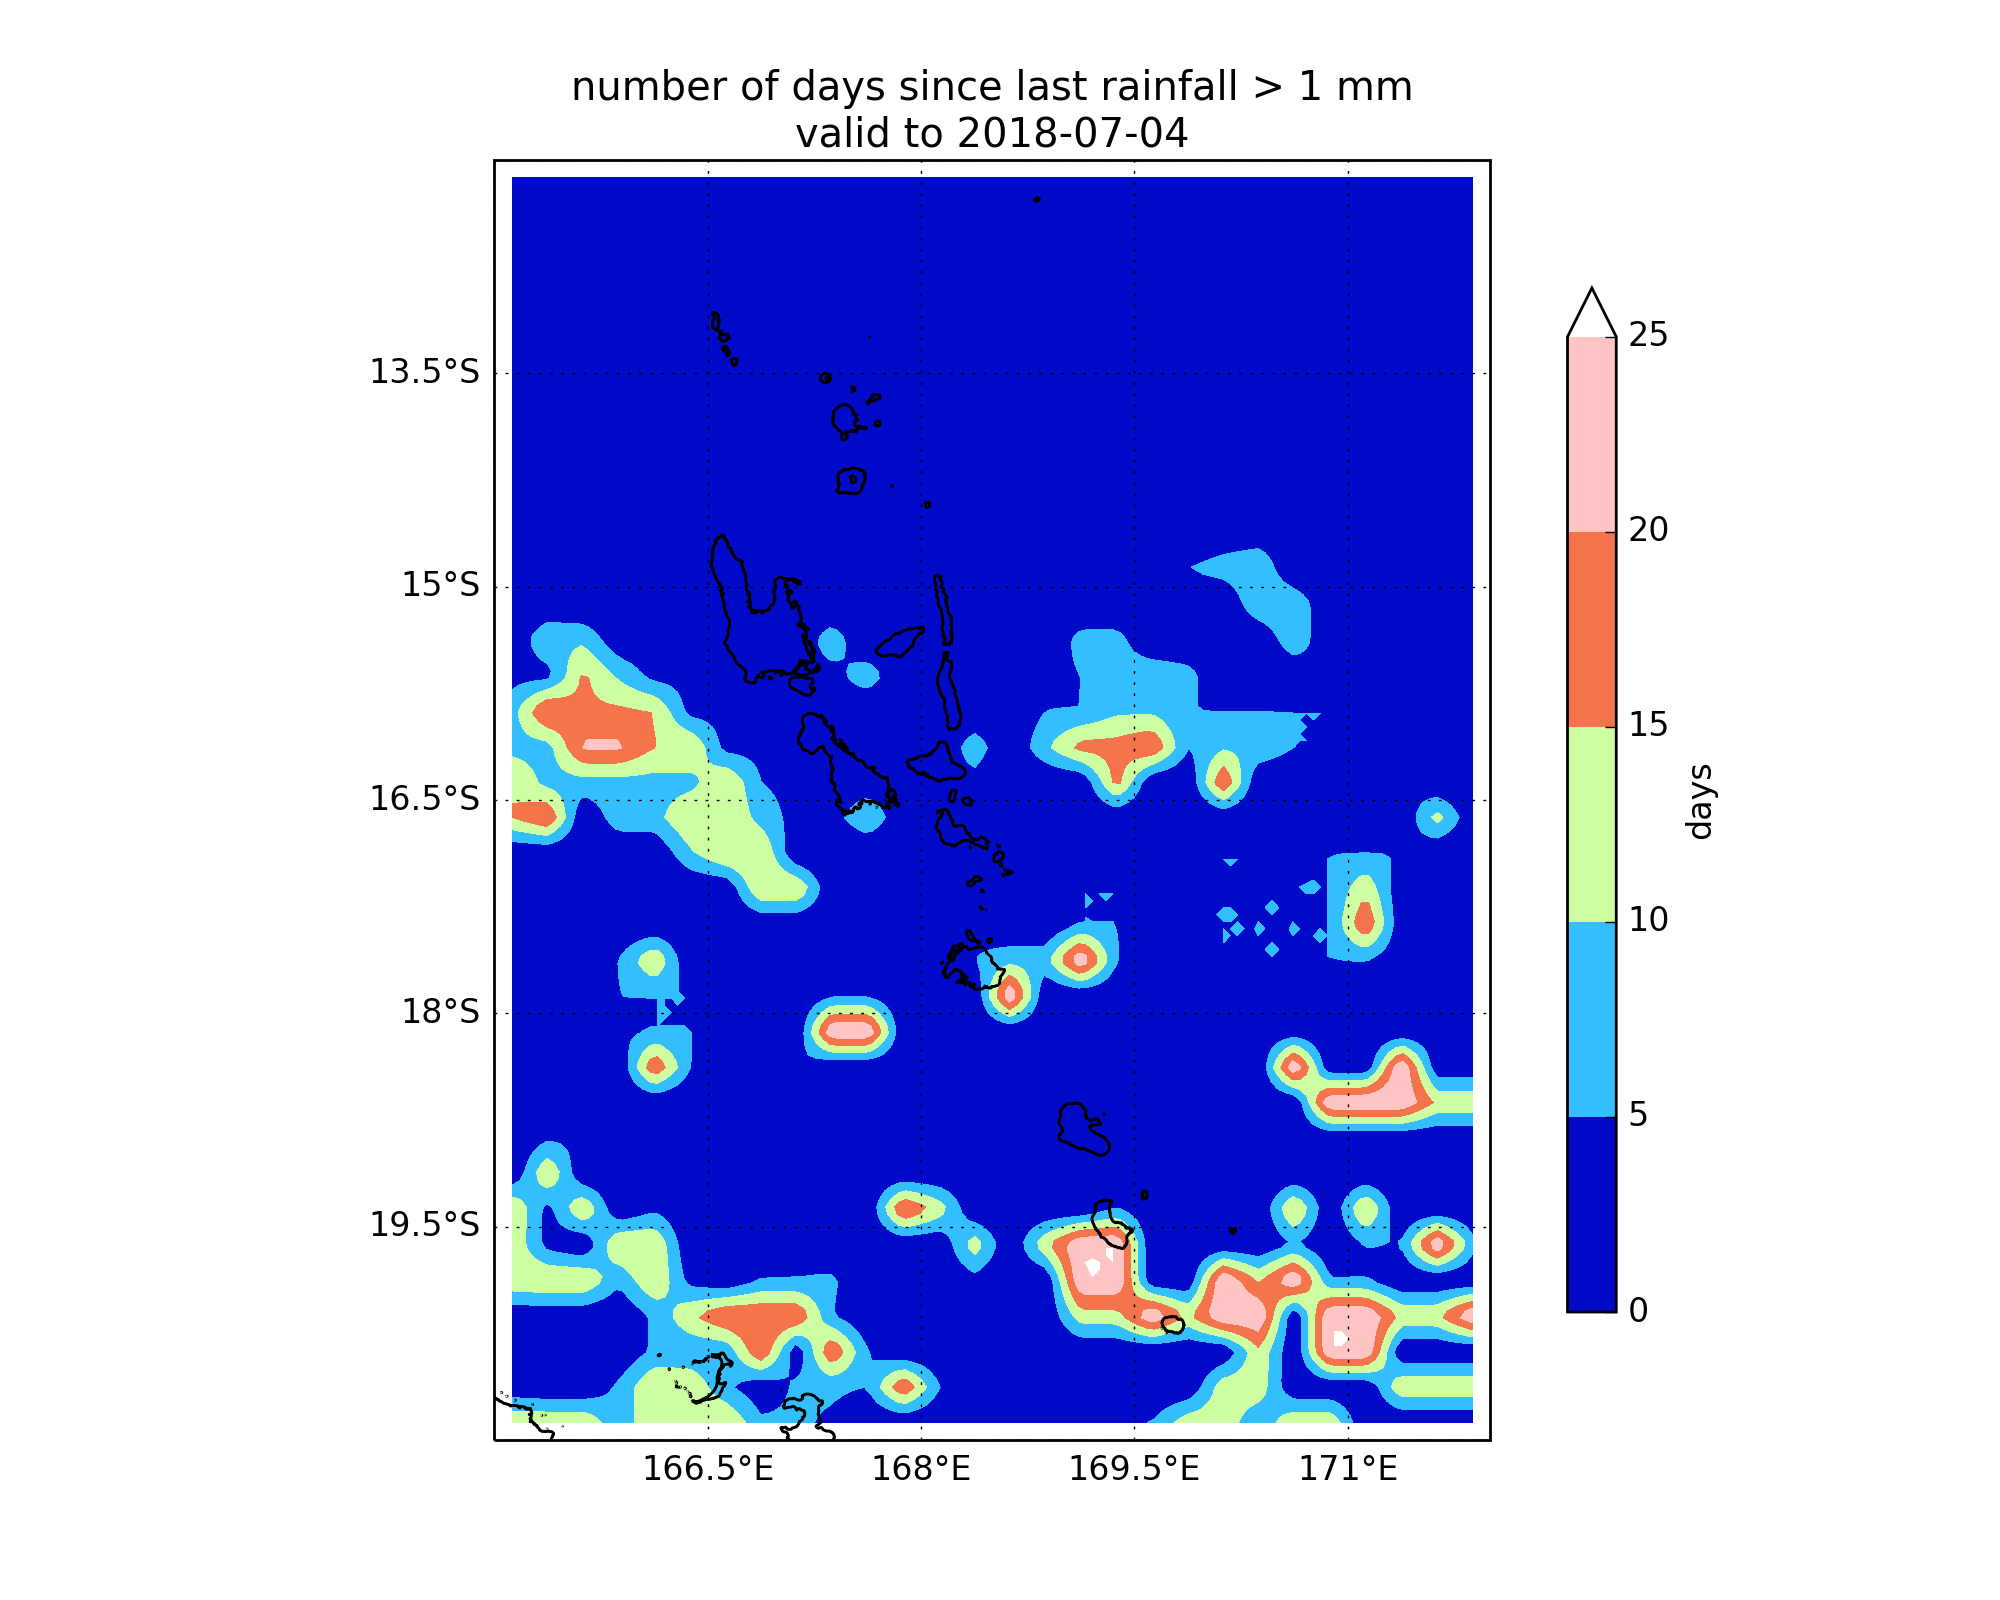 number of days since last rainfall > 1 mm
valid to 2018-07-04
13.5°S
15°S
16.5°S
18°S
19.5°S
166.5°E
168°E
169.5°E
171°E
25
20
15
10
5
0
days